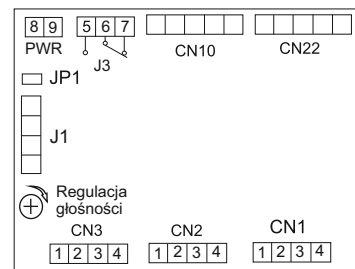 8 9 5 6 7
PWR J3 CN10 CN22
JP1
J1
Regulacja
głośności
CN3 CN2 CN1
1 2 3 4 1 2 3 4 1 2 3 4